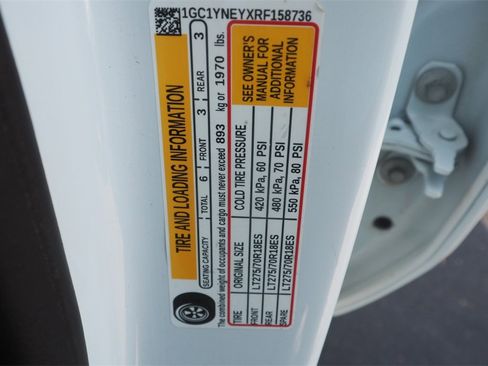 1GC1YNEYXRF158736
TIRE AND LOADING INFORMATION
SEATING CAPACITY TOTAL 6 FRONT 3 REAR 3
The combined weight of occupants and cargo must never exceed 893 kg or 1970 lbs.
TIRE ORIGINAL SIZE COLD TIRE PRESSURE
FRONT LT275/70R18ES 420 kPa, 60 PSI
REAR LT275/70R18ES 480 kPa, 70 PSI
SPARE LT275/70R18ES 550 kPa, 80 PSI
SEE OWNER'S
MANUAL FOR
ADDITIONAL
INFORMATION